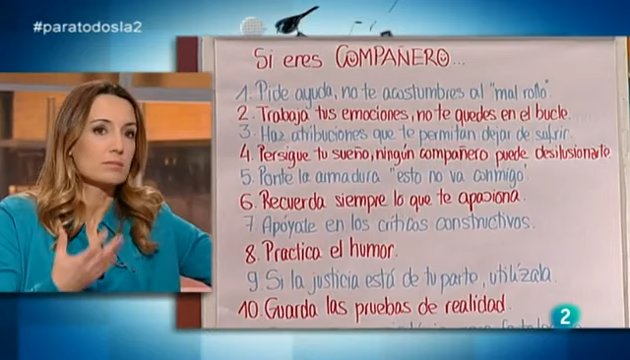 #paratodosla2
Si eres COMPAÑERO...
1. Pide ayuda, no te acostumbres al "mal rollo"
2. Trabaja tus emociones, no te quedes en el bucle.
3. Haz atribuciones que te permitan dejar de sufrir.
4. Persigue tu sueño, ningún compañero puede desilusionarte
5. Ponte la armadura "esto no va conmigo"
6. Recuerda siempre lo que te apasiona.
7. Apóyate en los críticos constructivos.
8. Practica el humor.
9. Si la justicia está de tu parte, utilízala.
10. Guarda las pruebas de realidad.
2